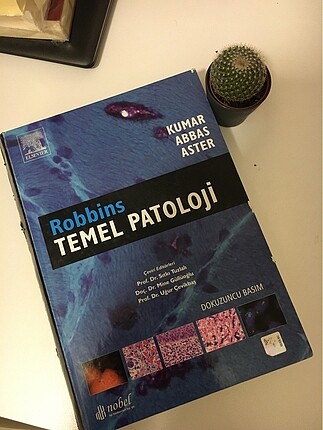 ELSEVIER
KUMAR
ABBAS
ASTER
Robbins
TEMEL PATOLOJİ
Çeviri Editörleri
Prof. Dr. Sıtkı Tuzlalı
Doç. Dr. Mine Güllüoğlu
Prof. Dr. Uğur Çevikbaş
DOKUZUNCU BASIM
nobel